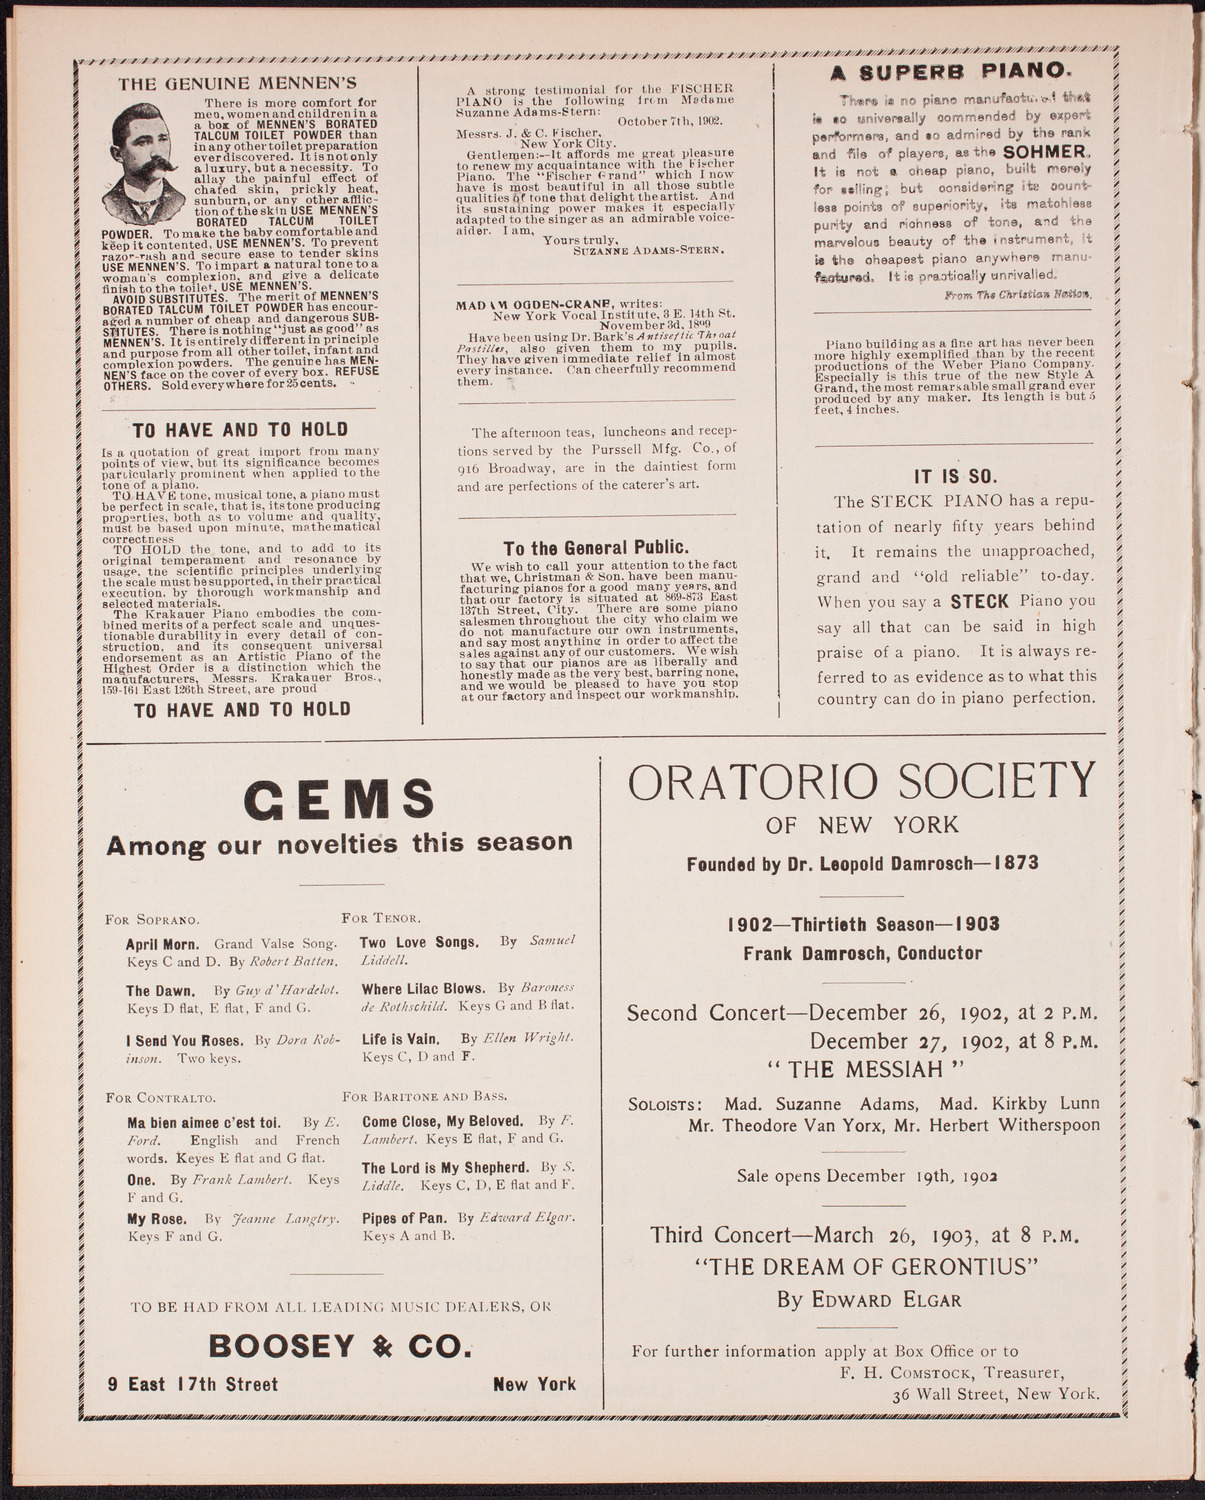 THE GENUINE MENNEN'S
There is more comfort for
men, women and children in a
a box of MENNEN'S BORATED
TALCUM TOILET POWDER than
in any other toilet preparation
ever discovered. It is not only
a luxury, but a necessity. To
allay the painful effect of
chafed skin, prickly heat,
sunburn, or any other afflic-
tion of the skin USE MENNEN'S
BORATED TALCUM TOILET
POWDER. To make the baby comfortable and
keep it contented, USE MENNEN'S. To prevent
razor-rash and secure ease to tender skins
USE MENNEN'S. To impart a natural tone to a
woman's complexion, and give a delicate
finish to the toilet, USE MENNEN'S.
AVOID SUBSTITUTES. The merit of MENNEN'S
BORATED TALCUM TOILET POWDER has encour-
aged a number of cheap and dangerous SUB-
STITUTES. There is nothing "just as good" as
MENNEN'S. It is entirely different in principle
and purpose from all other toilet, infant and
complexion powders. The genuine has MEN-
NEN'S face on the cover of every box. REFUSE
OTHERS. Sold everywhere for 25 cents.
TO HAVE AND TO HOLD
Is a quotation of great import from many
points of view, but its significance becomes
particularly prominent when applied to the
tone of a piano.
TO HAVE tone, musical tone, a piano must
be perfect in scale, that is, its tone producing
properties, both as to volume and quality,
must be based upon minute, mathematical
correctness
TO HOLD the tone, and to add to its
original temperament and resonance by
usage, the scientific principles underlying
the scale must be supported, in their practical
execution, by thorough workmanship and
selected materials.
The Krakauer Piano embodies the com-
bined merits of a perfect scale and unques-
tionable durability in every detail of con-
struction, and its consequent universal
endorsement as an Artistic Piano of the
Highest Order is a distinction which the
manufacturers, Messrs. Krakauer Bros.,
159-161 East 126th Street, are proud
TO HAVE AND TO HOLD
A strong testimonial for the FISCHER
PIANO is the following from Madame
Suzanne Adams-Stern:
October 7th, 1902.
Messrs. J. & C. Fischer,
New York City.
Gentlemen:—It affords me great pleasure
to renew my acquaintance with the Fischer
Piano. The "Fischer Grand" which I now
have is most beautiful in all those subtle
qualities of tone that delight the artist. And
its sustaining power makes it especially
adapted to the singer as an admirable voice-
aider. I am,
Yours truly,
SUZANNE ADAMS-STERN.
MADAM OGDEN-CRANE, writes:
New York Vocal Institute, 3 E. 14th St.
November 3d, 1899
Have been using Dr. Bark's Antiseptic Throat
Pastilles, also given them to my pupils.
They have given immediate relief in almost
every instance. Can cheerfully recommend
them.
The afternoon teas, luncheons and recep-
tions served by the Purssell Mfg. Co., of
916 Broadway, are in the daintiest form
and are perfections of the caterer's art.
To the General Public.
We wish to call your attention to the fact
that we, Christman & Son, have been manu-
facturing pianos for a good many years, and
that our factory is situated at 869-873 East
137th Street, City. There are some piano
salesmen throughout the city who claim we
do not manufacture our own instruments,
and say most anything in order to affect the
sales against any of our customers. We wish
to say that our pianos are as liberally and
honestly made as the very best, barring none,
and we would be pleased to have you stop
at our factory and inspect our workmanship.
A SUPERB PIANO.
There is no piano manufactured that
is so universally commended by expert
performers, and so admired by the rank
and file of players, as the SOHMER.
It is not a cheap piano, built merely
for selling; but considering its count-
less points of superiority, its matchless
purity and richness of tone, and the
marvelous beauty of the instrument, it
is the cheapest piano anywhere manu-
factured. It is practically unrivalled.
From The Christian Nation.
Piano building as a fine art has never been
more highly exemplified than by the recent
productions of the Weber Piano Company.
Especially is this true of the new Style A
Grand, the most remarkable small grand ever
produced by any maker. Its length is but 5
feet, 4 inches.
IT IS SO.
The STECK PIANO has a repu-
tation of nearly fifty years behind
it. It remains the unapproached,
grand and "old reliable" to-day.
When you say a STECK Piano you
say all that can be said in high
praise of a piano. It is always re-
ferred to as evidence as to what this
country can do in piano perfection.
GEMS
Among our novelties this season
FOR SOPRANO.
April Morn. Grand Valse Song.
Keys C and D. By Robert Batten.
The Dawn. By Guy d'Hardelot.
Keys D flat, E flat, F and G.
I Send You Roses. By Dora Rob-
inson. Two keys.
FOR CONTRALTO.
Ma bien aimee c'est toi. By E.
Ford. English and French
words. Keyes E flat and G flat.
One. By Frank Lambert. Keys
F and G.
My Rose. By Jeanne Langtry.
Keys F and G.
FOR TENOR.
Two Love Songs. By Samuel
Liddell.
Where Lilac Blows. By Baroness
de Rothschild. Keys G and B flat.
Life is Vain. By Ellen Wright.
Keys C, D and F.
FOR BARITONE AND BASS.
Come Close, My Beloved. By F.
Lambert. Keys E flat, F and G.
The Lord is My Shepherd. By S.
Liddle. Keys C, D, E flat and F.
Pipes of Pan. By Edward Elgar.
Keys A and B.
TO BE HAD FROM ALL LEADING MUSIC DEALERS, OR
BOOSEY & CO.
9 East 17th Street New York
ORATORIO SOCIETY
OF NEW YORK
Founded by Dr. Leopold Damrosch—1873
1902—Thirtieth Season—1903
Frank Damrosch, Conductor
Second Concert—December 26, 1902, at 2 P.M.
December 27, 1902, at 8 P.M.
"THE MESSIAH"
SOLOISTS: Mad. Suzanne Adams, Mad. Kirkby Lunn
Mr. Theodore Van Yorx, Mr. Herbert Witherspoon
Sale opens December 19th, 1902
Third Concert—March 26, 1903, at 8 P.M.
"THE DREAM OF GERONTIUS"
By EDWARD ELGAR
For further information apply at Box Office or to
F. H. COMSTOCK, Treasurer,
36 Wall Street, New York.